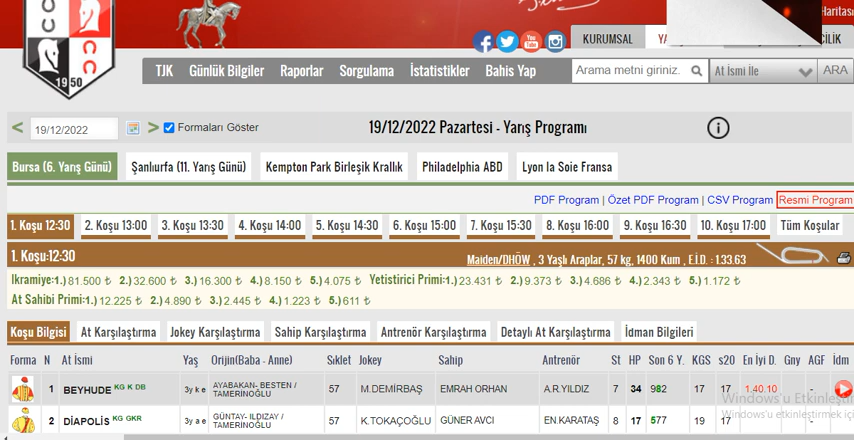 Haritası
KURUMSAL
19 50
TJK Günlük Bilgiler Raporlar Sorgulama İstatistikler Bahis Yap Arama metni giriniz. At İsmi İle ARA
< 19/12/2022 > Formaları Göster 19/12/2022 Pazartesi - Yarış Programı
Bursa (6. Yarış Günü) Şanlıurfa (11. Yarış Günü) Kempton Park Birleşik Krallık Philadelphia ABD Lyon la Soie Fransa
PDF Program | Özet PDF Program | CSV Program Resmi Program
1. Koşu 12:30 2. Koşu 13:00 3. Koşu 13:30 4. Koşu 14:00 5. Koşu 14:30 6. Koşu 15:00 7. Koşu 15:30 8. Koşu 16:00 9. Koşu 16:30 10. Koşu 17:00 Tüm Koşular
1. Koşu:12:30 Maiden/DHÖW , 3 Yaşlı Araplar, 57 kg, 1400 Kum , E.İ.D. : 1.33.63
Ikramiye:1.) 81.500 ₺ 2.) 32.600 ₺ 3.) 16.300 ₺ 4.) 8.150 ₺ 5.) 4.075 ₺ Yetistirici Primi:1.) 23.431 ₺ 2.) 9.373 ₺ 3.) 4.686 ₺ 4.) 2.343 ₺ 5.) 1.172 ₺
At Sahibi Primi:1.) 12.225 ₺ 2.) 4.890 ₺ 3.) 2.445 ₺ 4.) 1.223 ₺ 5.) 611 ₺
Koşu Bilgisi At Karşılaştırma Jokey Karşılaştırma Sahip Karşılaştırma Antrenör Karşılaştırma Detaylı At Karşılaştırma İdman Bilgileri
Forma N At İsmi Yaş Orijin(Baba - Anne) Sıklet Jokey Sahip Antrenör St HP Son 6 Y. KGS s20 En İyi D. Gny AGF İdm
1 BEYHUDE KG K DB 3y k e AYABAKAN- BESTEN / TAMERİNOĞLU 57 M.DEMİRBAŞ EMRAH ORHAN A.R.YILDIZ 7 34 982 17 17 1.40.10 -
2 DİAPOLİS KG GKR 3y a e GÜNTAY- ILDIZAY / TAMERİNOĞLU 57 K.TOKAÇOĞLU GÜNER AVCI EN.KARATAŞ 8 17 577 19 17
Windows'u Etkinleştir
Windows'u etkinleştirmek içi